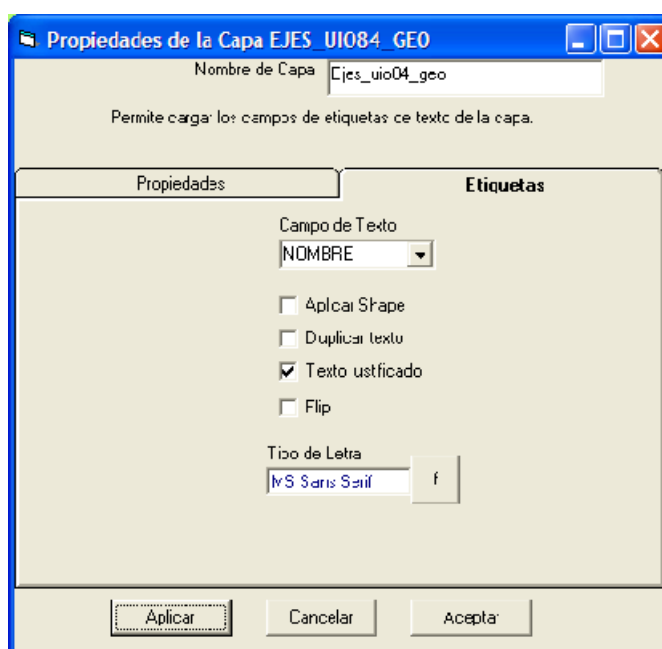 Propiedades de la Capa EJES_UIO84_GEO
Nombre de Capa Ejes_uio04_geo
Permite cargar los campos de etiquetas de texto de la capa.
Propiedades Etiquetas
Campo de Texto
NOMBRE
Aplicar Shape
Duplicar texto
Texto justificado
Flip
Tipo de Letra
MS Sans Serif f
Aplicar Cancelar Aceptar